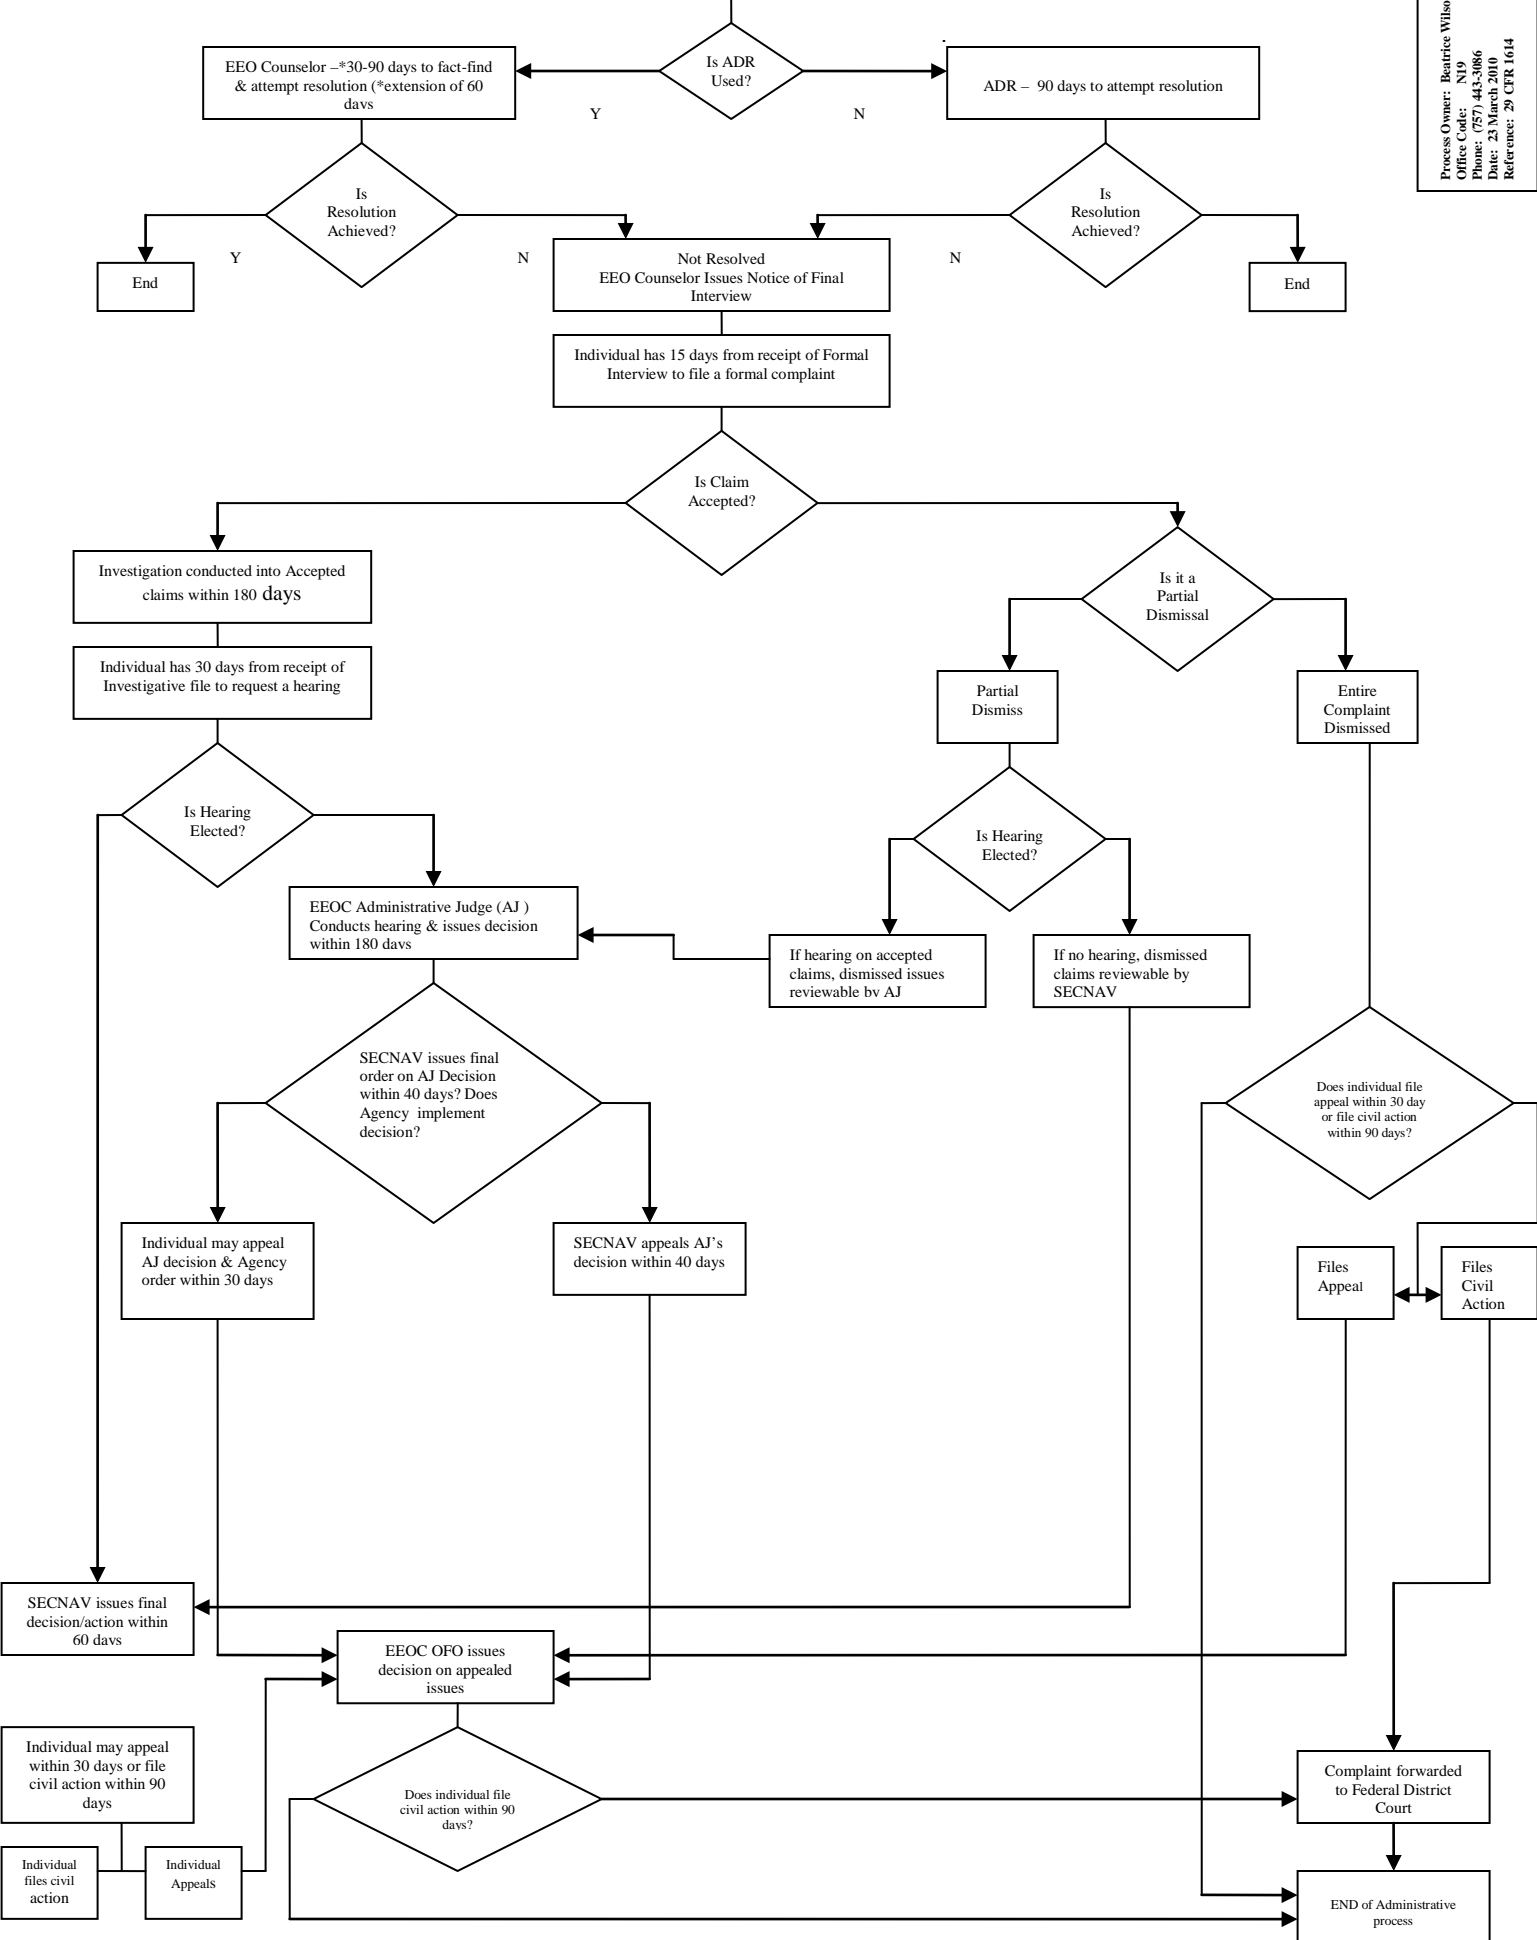 Process Owner: Beatrice Wilso
Office Code: N19
Phone: (757) 443-3086
Date: 23 March 2010
Reference: 29 CFR 1614
Is ADR
Used?
EEO Counselor –*30-90 days to fact-find
& attempt resolution (*extension of 60
days
ADR – 90 days to attempt resolution
Y
N
Is
Resolution
Achieved?
Is
Resolution
Achieved?
Y
N
N
End
Not Resolved
EEO Counselor Issues Notice of Final
Interview
End
Individual has 15 days from receipt of Formal
Interview to file a formal complaint
Is Claim
Accepted?
Investigation conducted into Accepted
claims within 180 days
Is it a
Partial
Dismissal
Individual has 30 days from receipt of
Investigative file to request a hearing
Partial
Dismiss
Entire
Complaint
Dismissed
Is Hearing
Elected?
Is Hearing
Elected?
EEOC Administrative Judge (AJ )
Conducts hearing & issues decision
within 180 days
If hearing on accepted
claims, dismissed issues
reviewable by AJ
If no hearing, dismissed
claims reviewable by
SECNAV
SECNAV issues final
order on AJ Decision
within 40 days? Does
Agency implement
decision?
Does individual file
appeal within 30 day
or file civil action
within 90 days?
Individual may appeal
AJ decision & Agency
order within 30 days
SECNAV appeals AJ’s
decision within 40 days
Files
Appeal
Files
Civil
Action
SECNAV issues final
decision/action within
60 days
EEOC OFO issues
decision on appealed
issues
Individual may appeal
within 30 days or file
civil action within 90
days
Does individual file
civil action within 90
days?
Complaint forwarded
to Federal District
Court
Individual
files civil
action
Individual
Appeals
END of Administrative
process